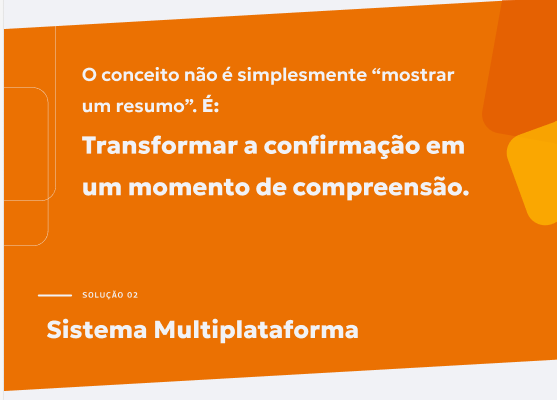 O conceito não é simplesmente “mostrar
um resumo”. É:
Transformar a confirmação em
um momento de compreensão.
SOLUÇÃO 02
Sistema Multiplataforma